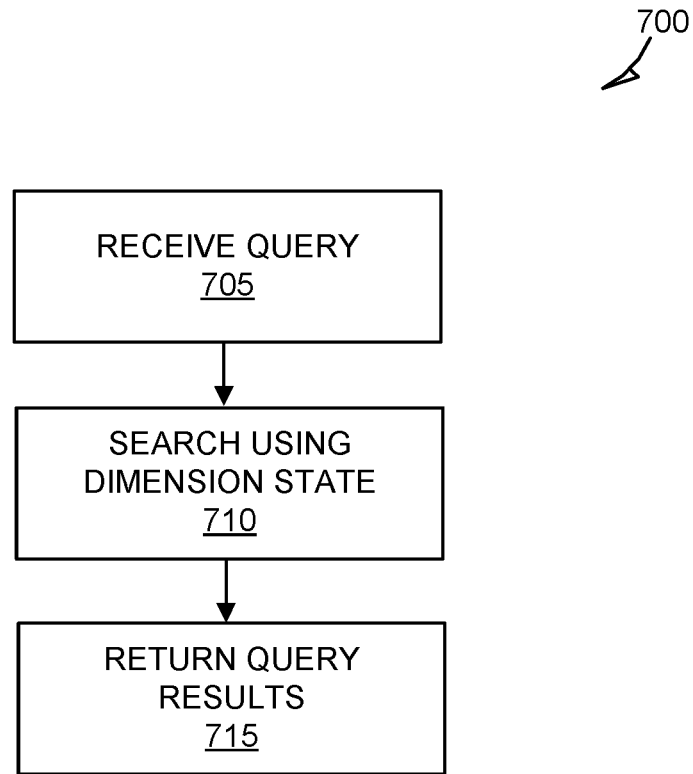 700
RECEIVE QUERY
705
SEARCH USING
DIMENSION STATE
710
RETURN QUERY
RESULTS
715